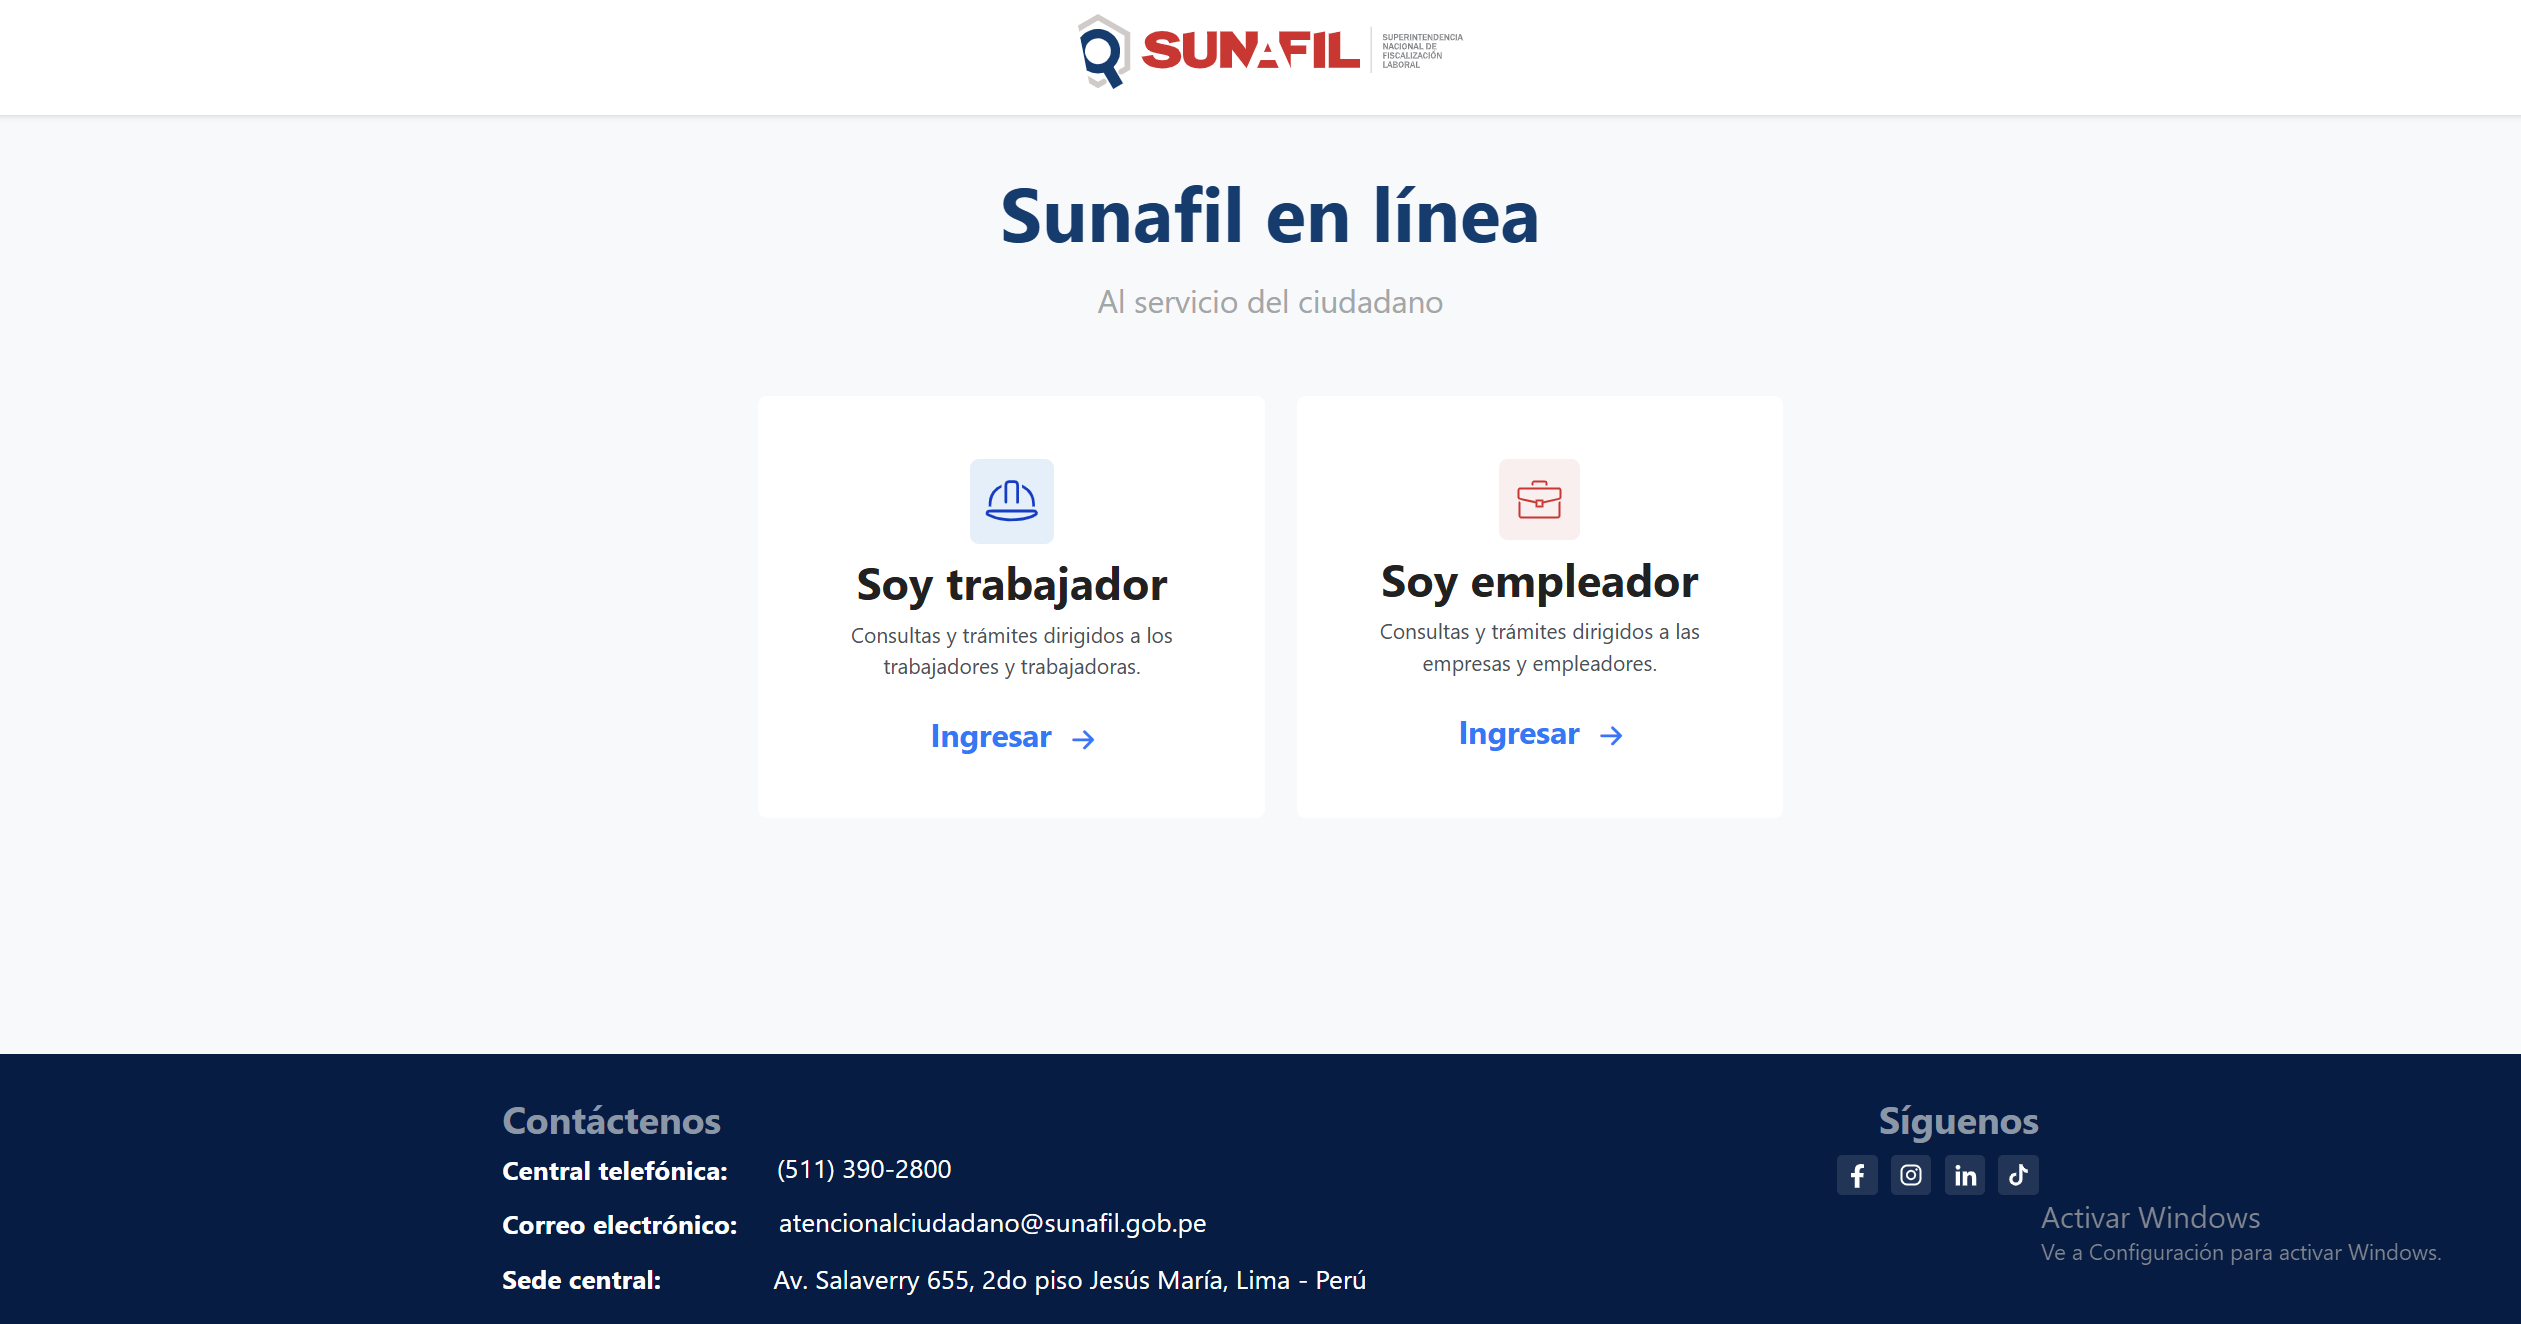 SUNAFIL
SUPERINTENDENCIA
NACIONAL DE
FISCALIZACIÓN
LABORAL
Sunafil en línea
Al servicio del ciudadano
Soy trabajador
Consultas y trámites dirigidos a los
trabajadores y trabajadoras.
Ingresar
Soy empleador
Consultas y trámites dirigidos a las
empresas y empleadores.
Ingresar
Contáctenos
Central telefónica: (511) 390-2800
Correo electrónico: atencionalciudadano@sunafil.gob.pe
Sede central: Av. Salaverry 655, 2do piso Jesús María, Lima - Perú
Síguenos
Activar Windows
Ve a Configuración para activar Windows.